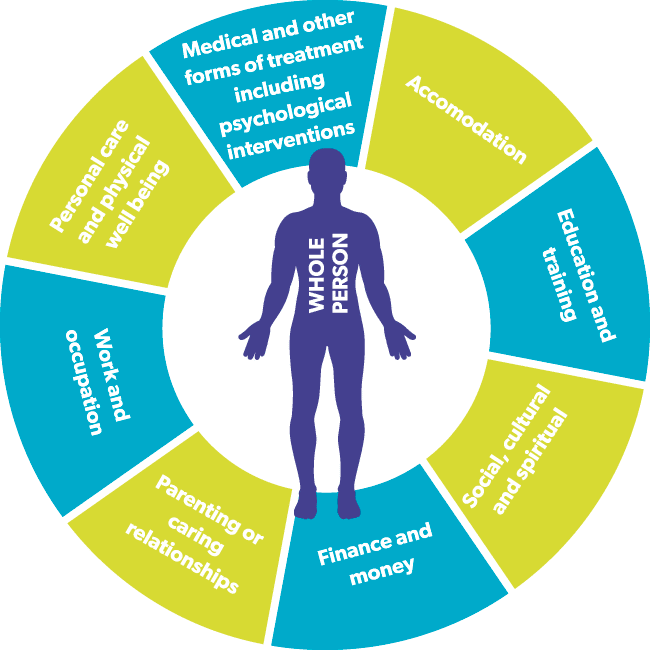 Medical and other
forms of treatment
including
psychological
interventions
Accomodation
Education and
training
Social, cultural
and spiritual
Finance and
money
Parenting or
caring
relationships
Work and
occupation
Personal care
and physical
well being
WHOLE
PERSON